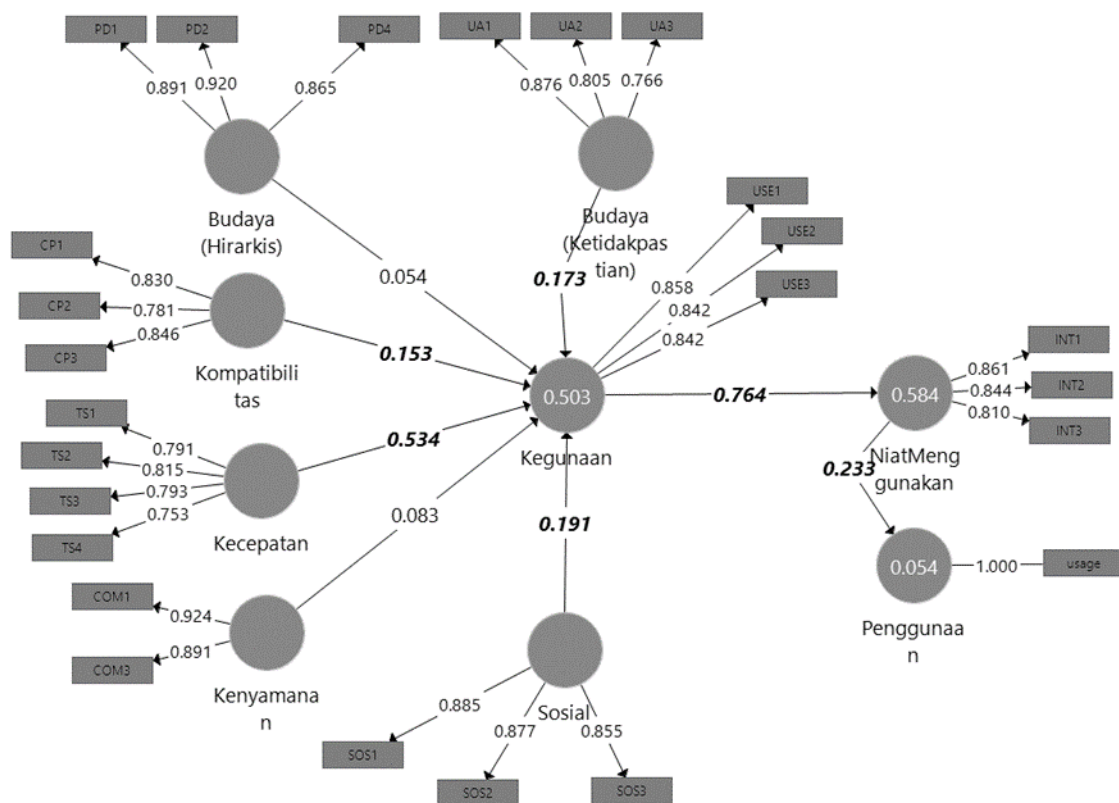 PD1
PD2
PD4
UA1
UA2
UA3
0.891
0.920
0.865
0.876
0.805
0.766
USE1
USE2
USE3
Budaya
(Hirarkis)
Budaya
(Ketidakpas
tian)
CP1
CP2
CP3
0.830
0.781
0.846
0.054
0.173
0.858
0.842
0.842
Kompatibili
tas
0.153
INT1
INT2
INT3
0.861
0.844
0.810
0.503
0.764
0.584
TS1
TS2
TS3
TS4
0.791
0.815
0.793
0.753
0.534
Kegunaan
NiatMeng
gunakan
0.233
Kecepatan
0.083
0.191
0.054
1.000
usage
COM1
COM3
0.924
0.891
Penggunaa
n
Kenyamana
n
Sosial
0.885
0.877
0.855
SOS1
SOS2
SOS3